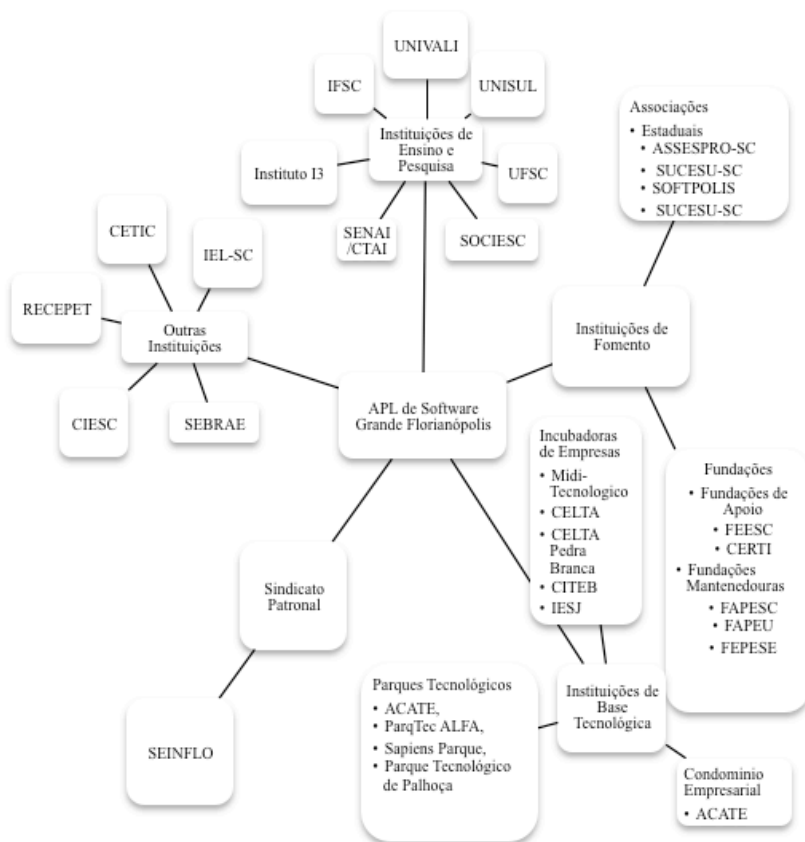 UNIVALI
IFSC
UNISUL
Instituições de
Ensino e
Pesquisa
Instituto I3
UFSC
SENAI
/CTAI
SOCIESC
Associações
• Estaduais
• ASSESPRO-SC
• SUCESU-SC
• SOFTPOLIS
• SUCESU-SC
CETIC
IEL-SC
RECEPET
Outras
Instituições
CIESC
SEBRAE
Instituições de
Fomento
APL de Software
Grande Florianópolis
Incubadoras
de Empresas
• Midi-
Tecnologico
• CELTA
• CELTA
Pedra
Branca
• CITEB
• IESJ
Fundações
• Fundações de
Apoio
• FEESC
• CERTI
• Fundações
Mantenedouras
• FAPESC
• FAPEU
• FEPESE
Sindicato
Patronal
SEINFLO
Parques Tecnológicos
• ACATE,
• ParqTec ALFA,
• Sapiens Parque,
• Parque Tecnológico
de Palhoça
Instituições de
Base
Tecnológica
Condomínio
Empresarial
• ACATE